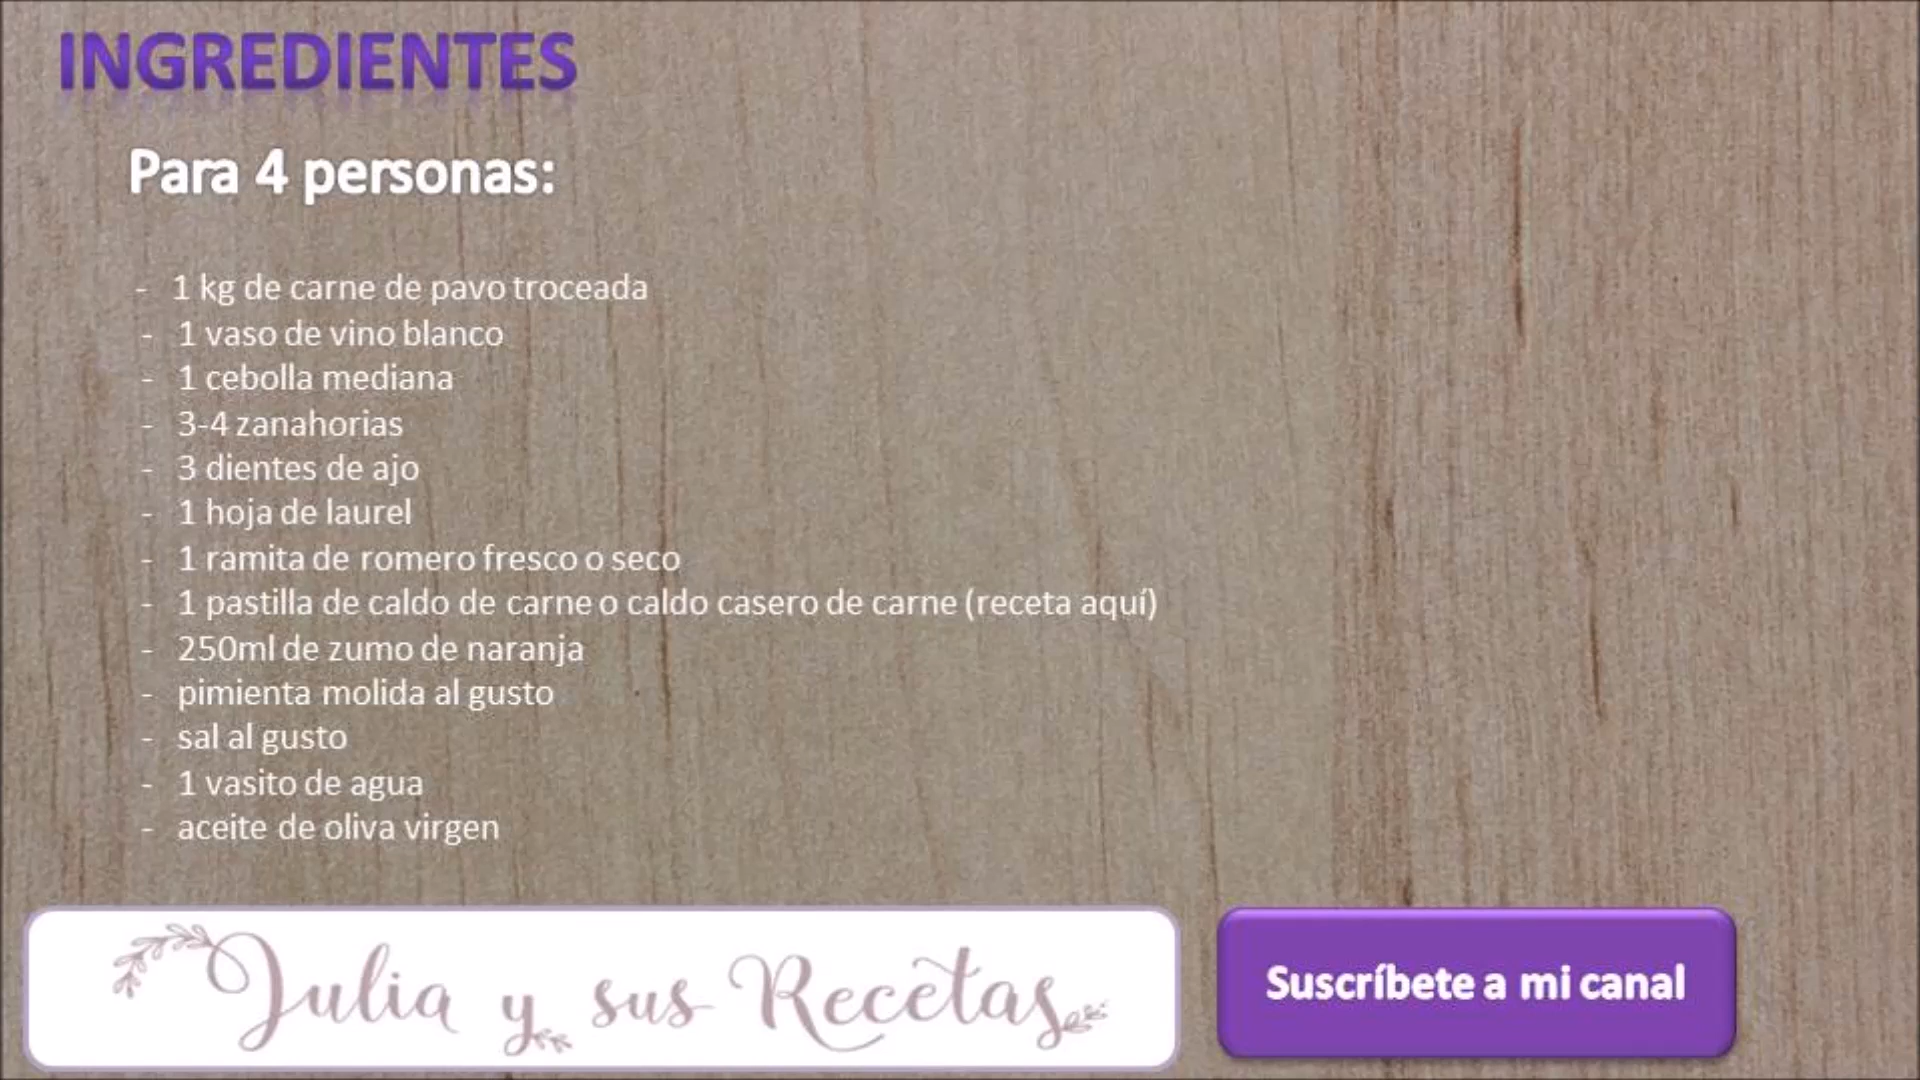 INGREDIENTES
Para 4 personas:
- 1 kg de carne de pavo troceada
- 1 vaso de vino blanco
- 1 cebolla mediana
- 3-4 zanahorias
- 3 dientes de ajo
- 1 hoja de laurel
- 1 ramita de romero fresco o seco
- 1 pastilla de caldo de carne o caldo casero de carne (receta aquí)
- 250ml de zumo de naranja
- pimienta molida al gusto
- sal al gusto
- 1 vasito de agua
- aceite de oliva virgen
Julia y sus Recetas
Suscríbete a mi canal